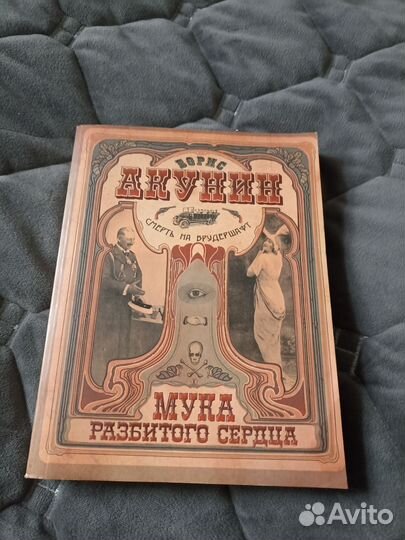 БОРИС
АКУНИН
СМЕРТЬ НА БРУДЕРШАФТ
МУКА
РАЗБИТОГО СЕРДЦА
Avito